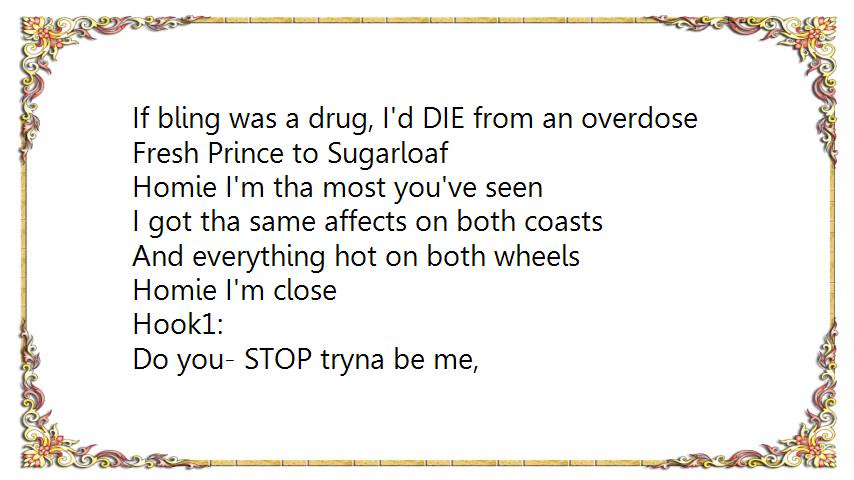 If bling was a drug, I'd DIE from an overdose
Fresh Prince to Sugarloaf
Homie I'm tha most you've seen
I got tha same affects on both coasts
And everything hot on both wheels
Homie I'm close
Hook1:
Do you- STOP tryna be me,